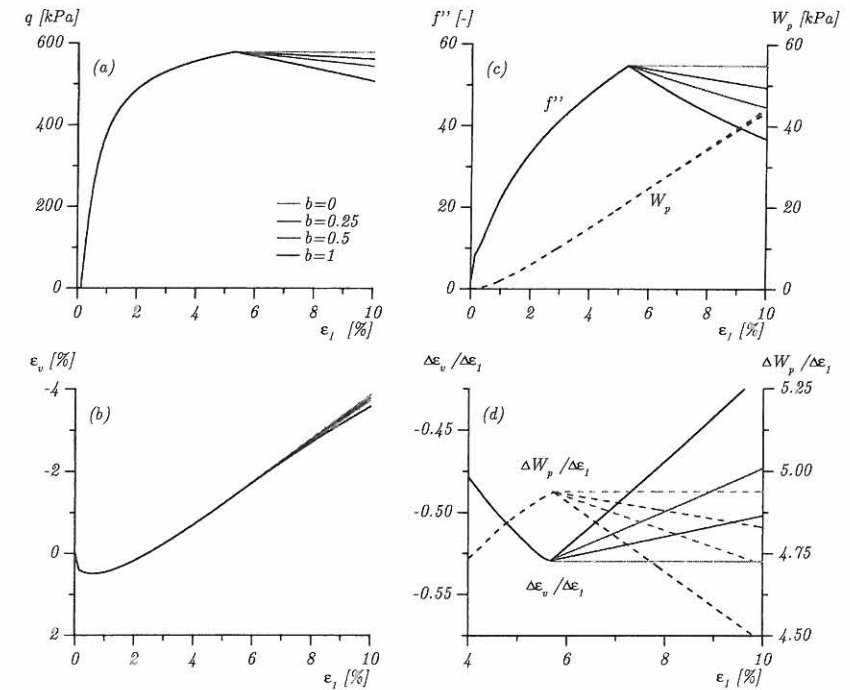 q [kPa]
600
(a)
400
200
0
b=0
b=0.25
b=0.5
b=1
0 2 4 6 8 10
ε1 [%]
f'' [-]
Wp [kPa]
60 60
(c)
f''
40 40
Wp
20 20
0 0
0 2 4 6 8 10
ε1 [%]
εv [%]
-4
(b)
-2
0
2
0 2 4 6 8 10
ε1 [%]
Δεv/Δε1
ΔWp/Δε1
5.25
(d)
-0.45
ΔWp/Δε1
5.00
-0.50
4.75
Δεv/Δε1
-0.55
4.50
4 6 8 10
ε1 [%]